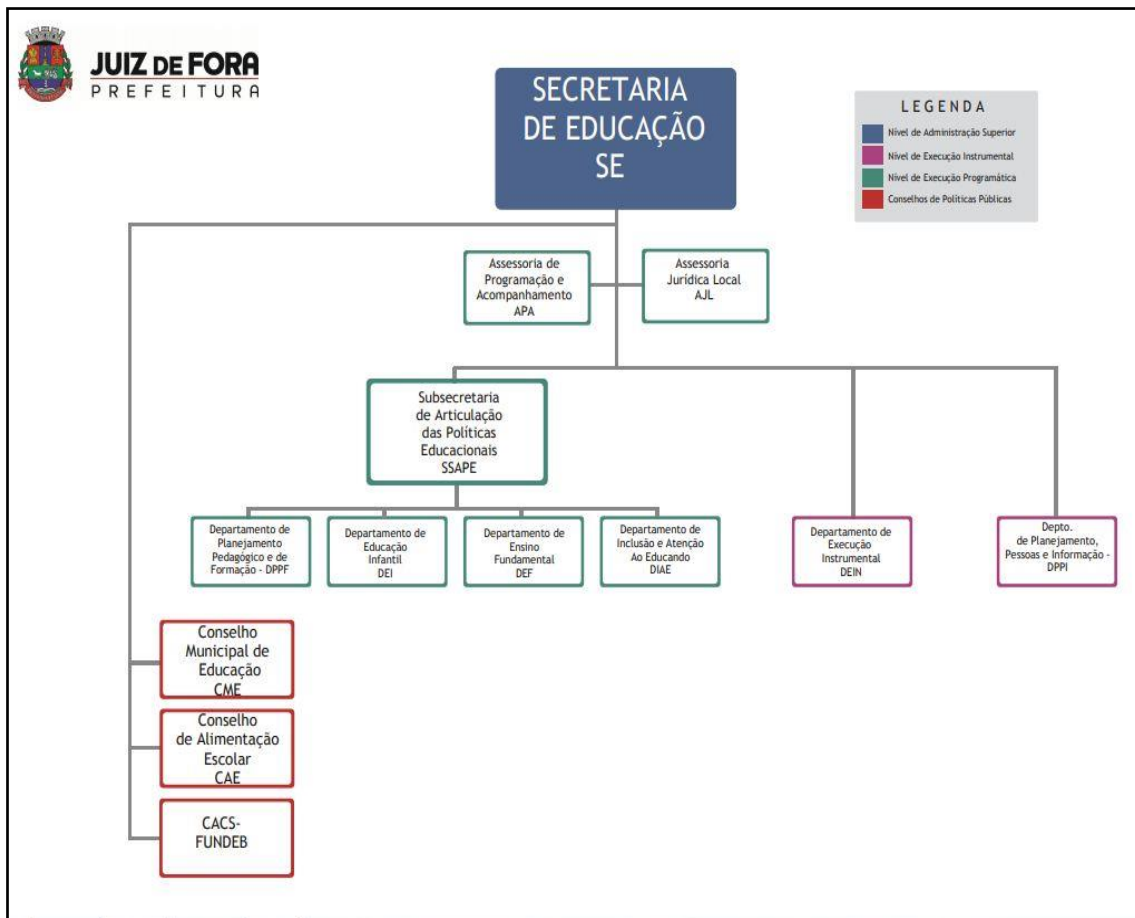 JUIZ DE FORA
PREFEITURA
SECRETARIA
DE EDUCAÇÃO
SE
LEGENDA
Nível de Administração Superior
Nível de Execução Instrumental
Nível de Execução Programática
Conselhos de Políticas Públicas
Assessoria de
Programação e
Acompanhamento
APA
Assessoria
Jurídica Local
AJL
Subsecretaria
de Articulação
das Políticas
Educacionais
SSAPE
Departamento de
Planejamento
Pedagógico e de
Formação - DPPF
Departamento de
Educação
Infantil
DEI
Departamento de
Ensino
Fundamental
DEF
Departamento de
Inclusão e Atenção
Ao Educando
DIAE
Departamento de
Execução
Instrumental
DEIN
Depto.
de Planejamento,
Pessoas e Informação -
DPPI
Conselho
Municipal de
Educação
CME
Conselho
de Alimentação
Escolar
CAE
CACS-
FUNDEB